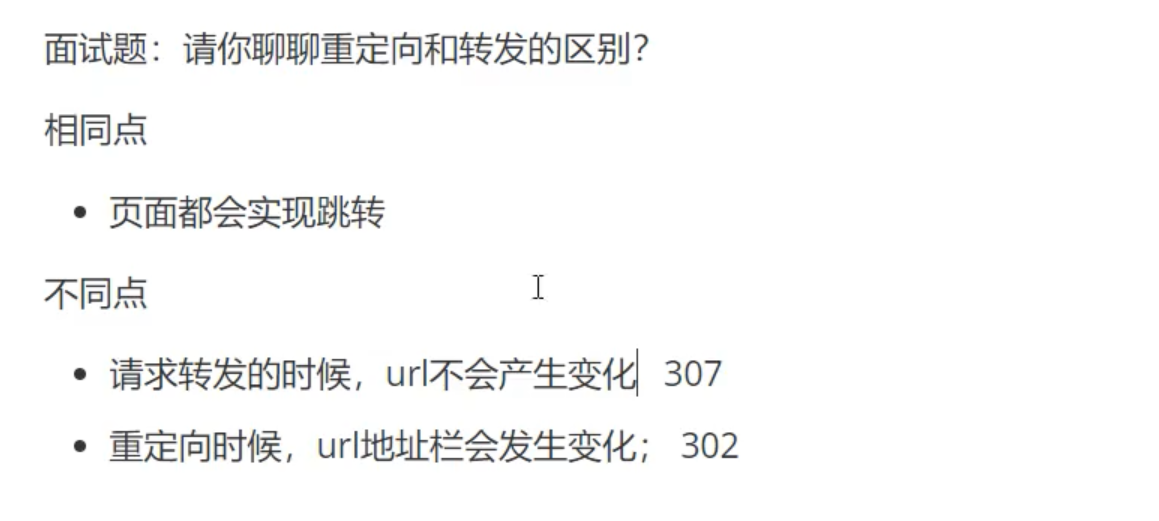 面试题：请你聊聊重定向和转发的区别？
相同点
• 页面都会实现跳转
不同点
• 请求转发的时候，url不会产生变化 307
• 重定向时候，url地址栏会发生变化； 302